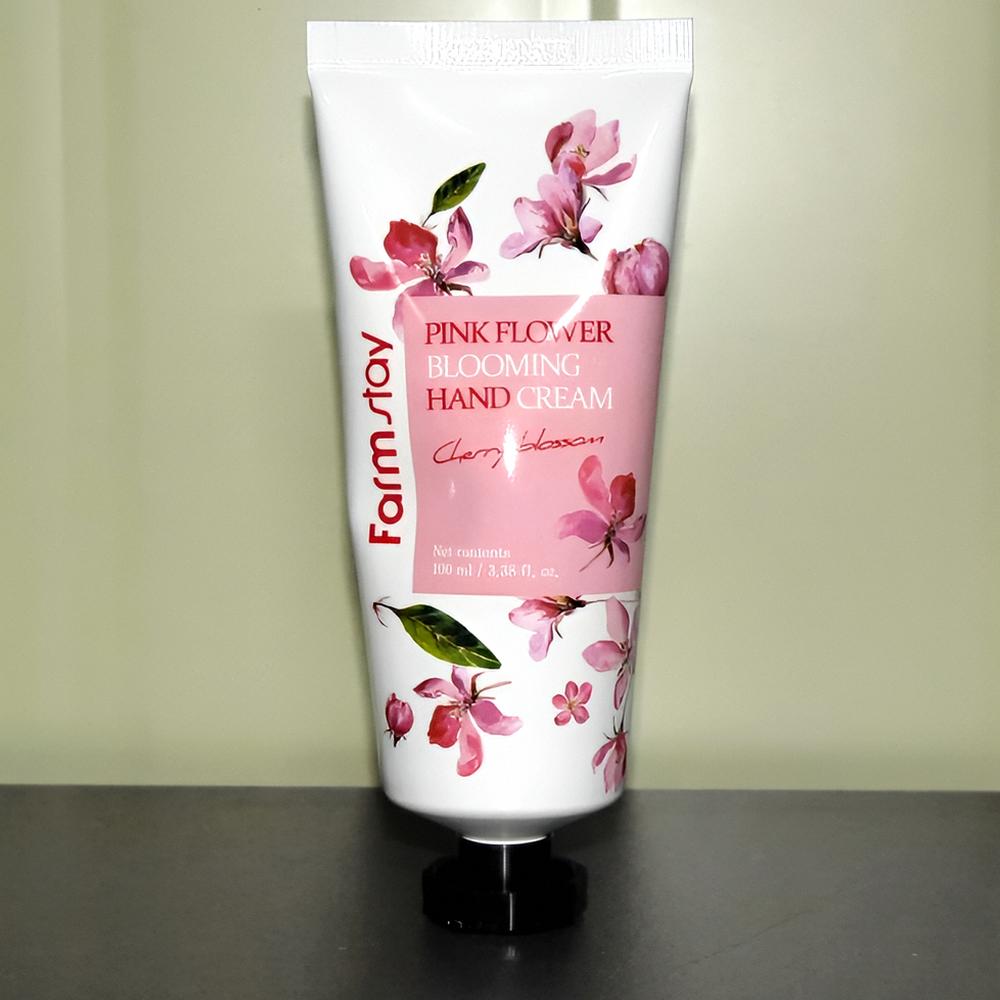 Farmstay
PINK FLOWER
BLOOMING
HAND CREAM
Cherry blossom
Net contents
100 ml / 3.38 fl. oz.